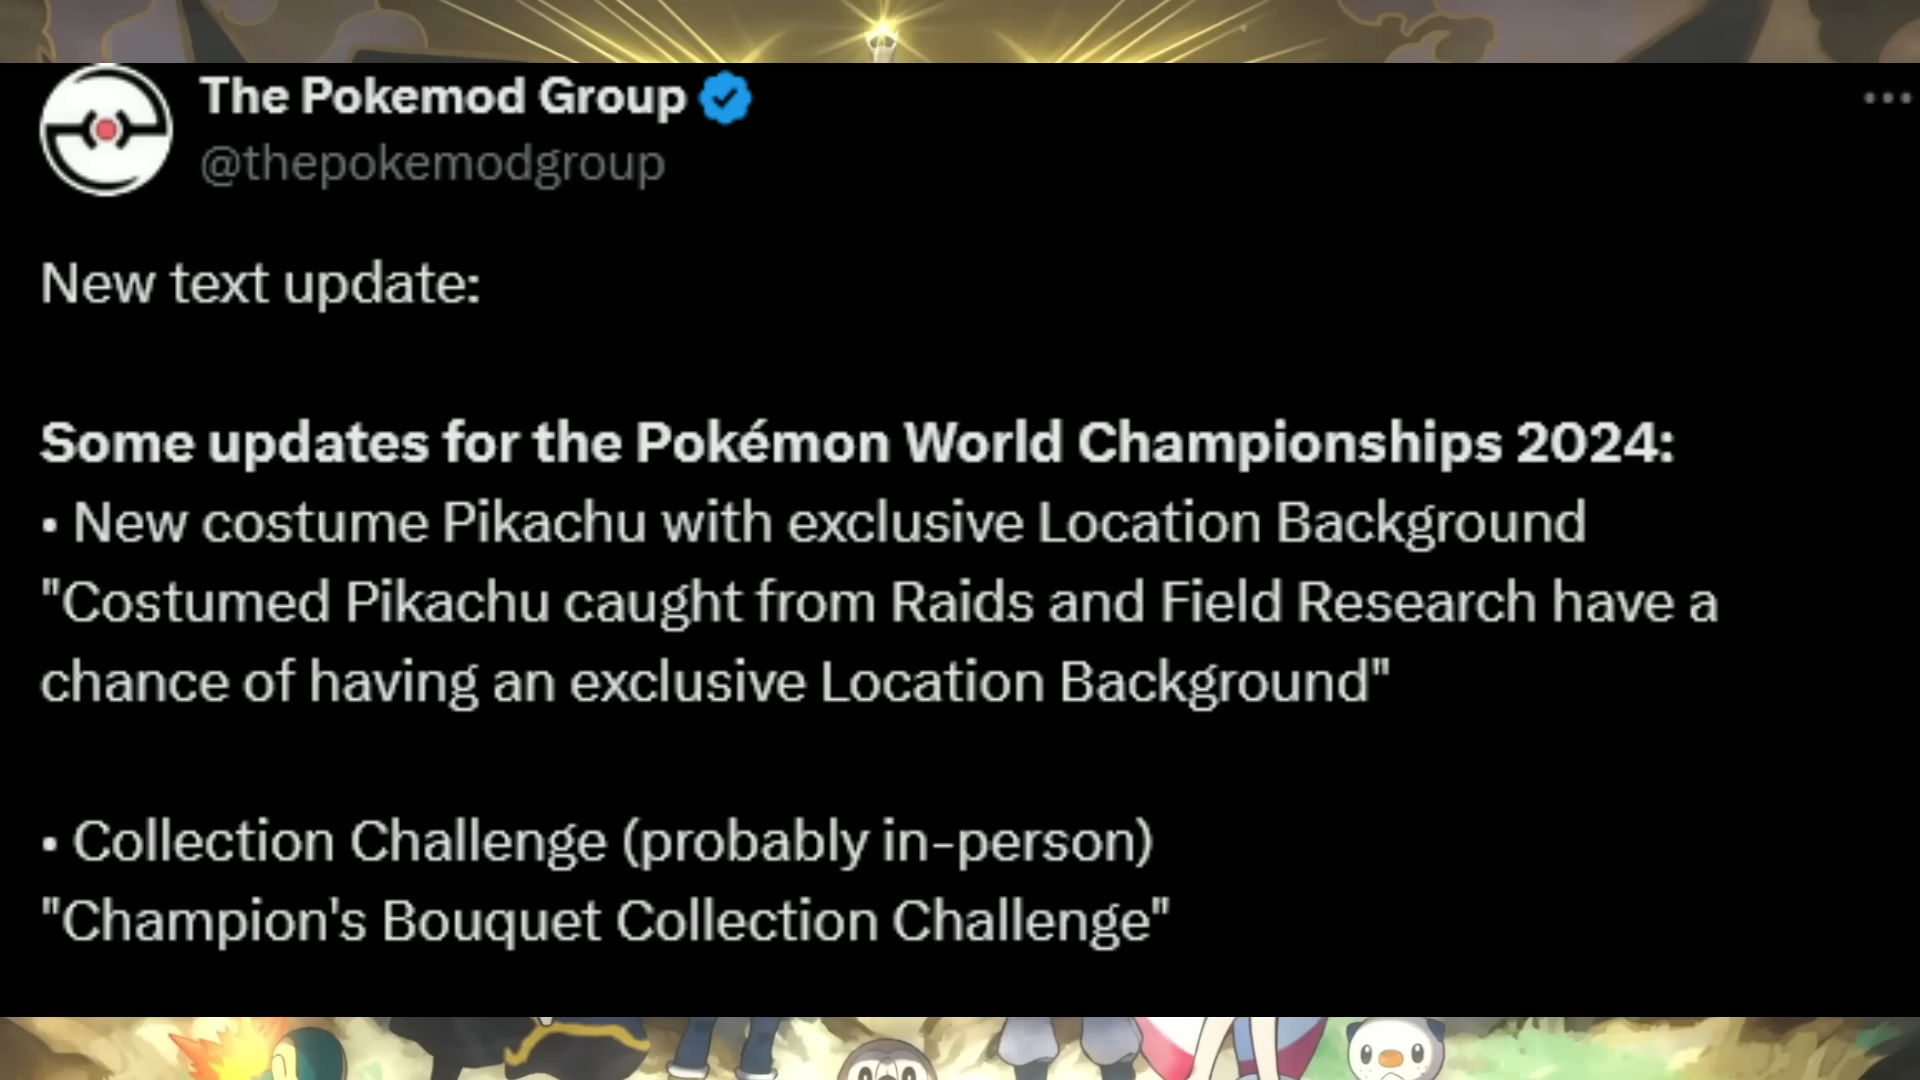 The Pokemod Group
@thepokemodgroup
New text update:
Some updates for the Pokémon World Championships 2024:
• New costume Pikachu with exclusive Location Background
"Costumed Pikachu caught from Raids and Field Research have a
chance of having an exclusive Location Background"
• Collection Challenge (probably in-person)
"Champion's Bouquet Collection Challenge"